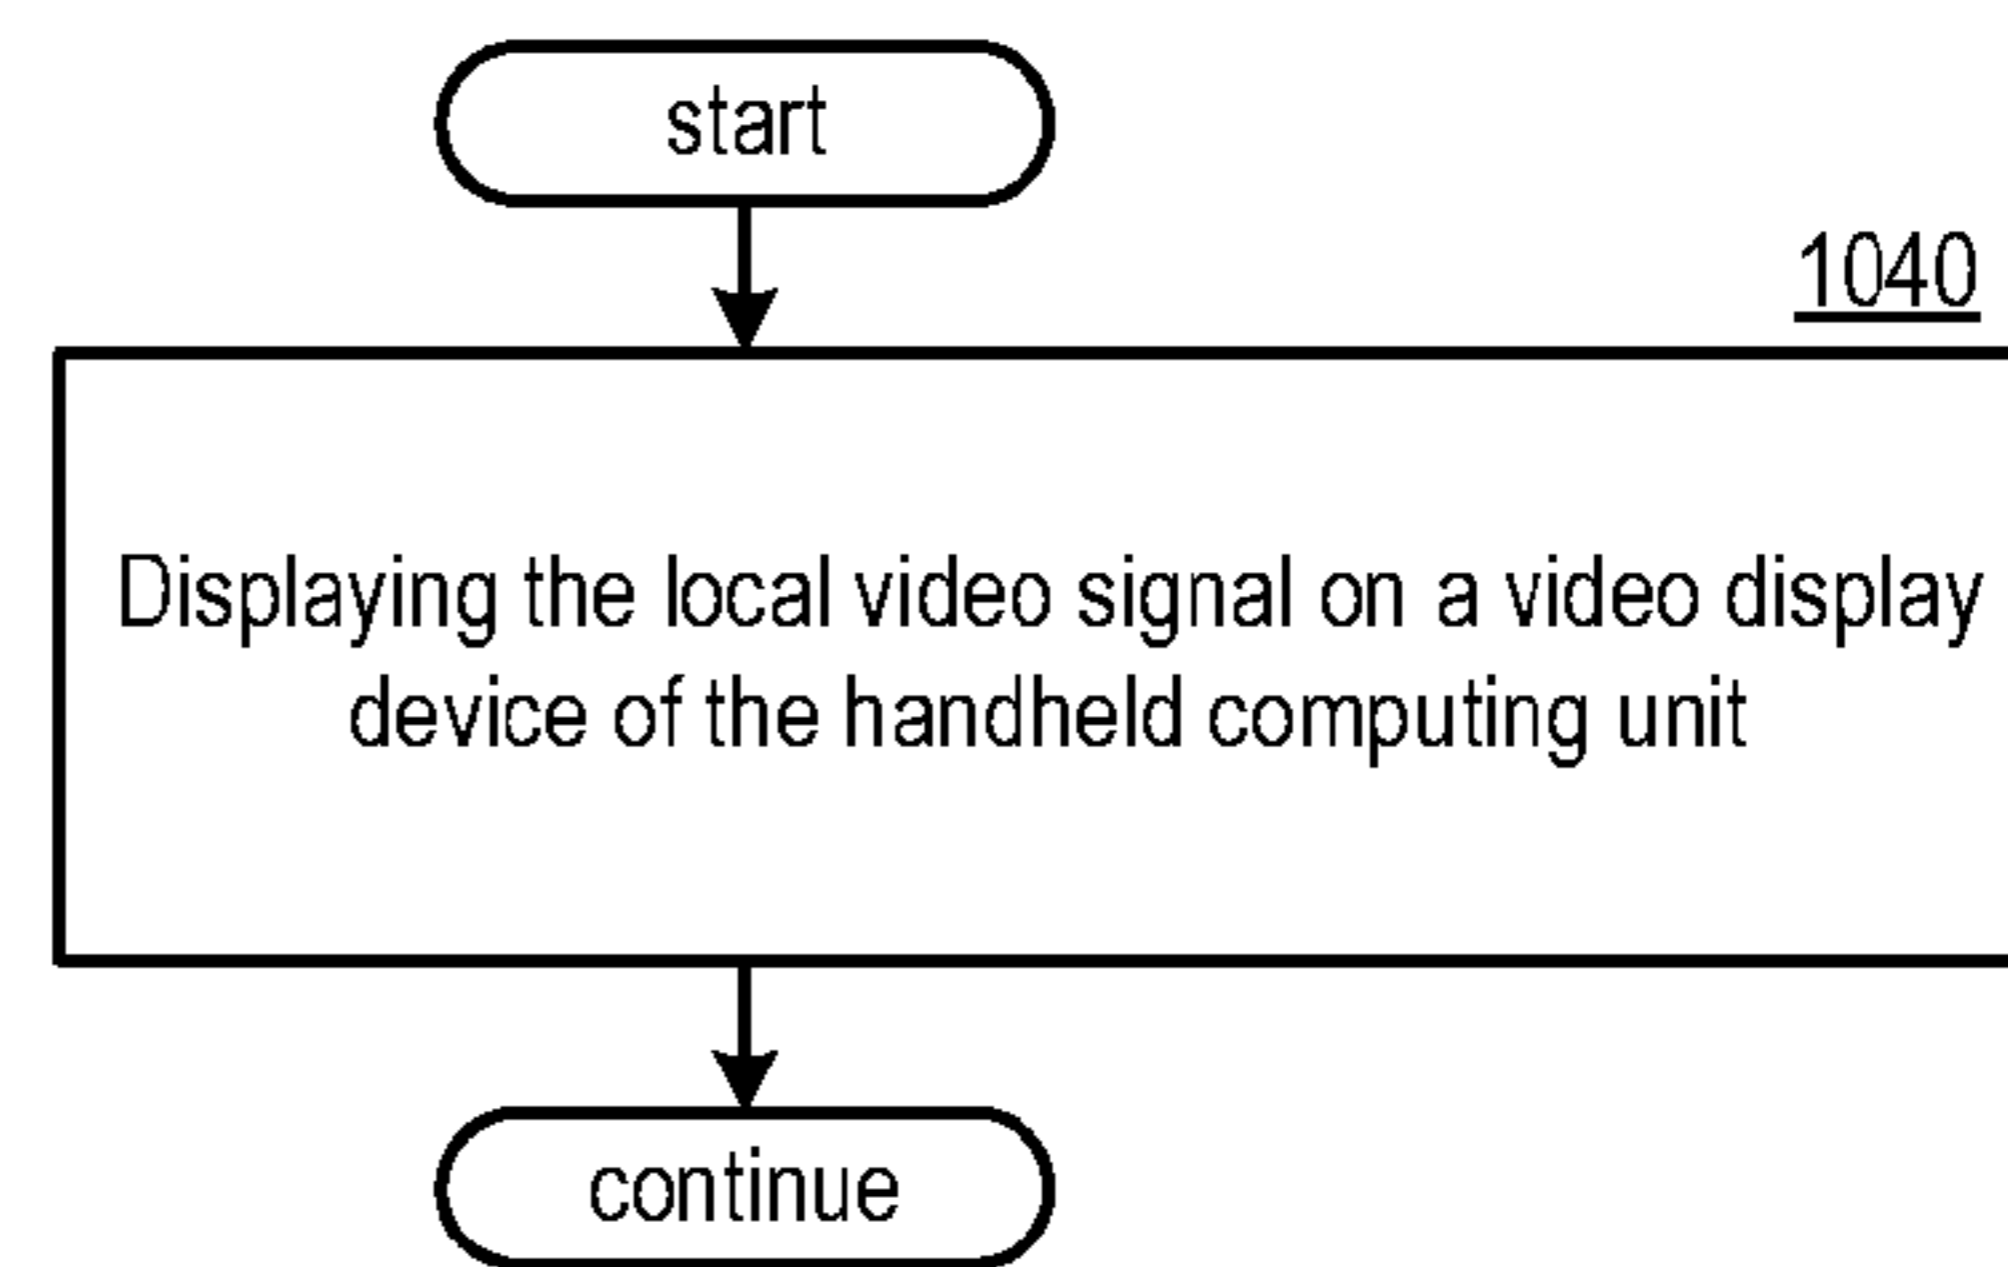 start
1040
Displaying the local video signal on a video display
device of the handheld computing unit
continue